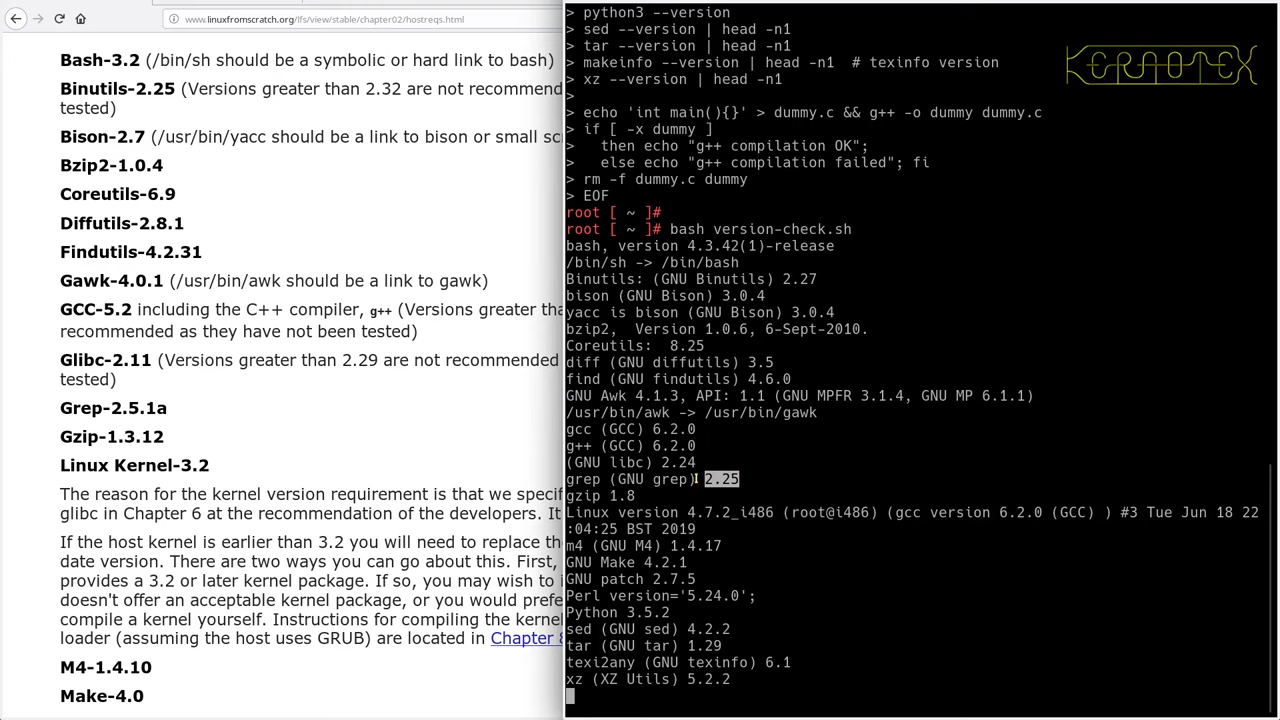 www.linuxfromscratch.org/lfs/view/stable/chapter02/hostreqs.html
Bash-3.2 (/bin/sh should be a symbolic or hard link to bash)
Binutils-2.25 (Versions greater than 2.32 are not recommend
tested)
Bison-2.7 (/usr/bin/yacc should be a link to bison or small sc
Bzip2-1.0.4
Coreutils-6.9
Diffutils-2.8.1
Findutils-4.2.31
Gawk-4.0.1 (/usr/bin/awk should be a link to gawk)
GCC-5.2 including the C++ compiler, g++ (Versions greater tha
recommended as they have not been tested)
Glibc-2.11 (Versions greater than 2.29 are not recommended
tested)
Grep-2.5.1a
Gzip-1.3.12
Linux Kernel-3.2
The reason for the kernel version requirement is that we specif
glibc in Chapter 6 at the recommendation of the developers. It
If the host kernel is earlier than 3.2 you will need to replace th
date version. There are two ways you can go about this. First,
provides a 3.2 or later kernel package. If so, you may wish to i
doesn't offer an acceptable kernel package, or you would prefe
compile a kernel yourself. Instructions for compiling the kerne
loader (assuming the host uses GRUB) are located in Chapter 8
M4-1.4.10
Make-4.0
> python3 --version
> sed --version | head -n1
> tar --version | head -n1
> makeinfo --version | head -n1  # texinfo version
> xz --version | head -n1
>
> echo 'int main(){}' > dummy.c && g++ -o dummy dummy.c
> if [ -x dummy ]
>   then echo "g++ compilation OK";
>   else echo "g++ compilation failed"; fi
> rm -f dummy.c dummy
> EOF
root [ ~ ]#
root [ ~ ]# bash version-check.sh
bash, version 4.3.42(1)-release
/bin/sh -> /bin/bash
Binutils: (GNU Binutils) 2.27
bison (GNU Bison) 3.0.4
yacc is bison (GNU Bison) 3.0.4
bzip2,  Version 1.0.6, 6-Sept-2010.
Coreutils:  8.25
diff (GNU diffutils) 3.5
find (GNU findutils) 4.6.0
GNU Awk 4.1.3, API: 1.1 (GNU MPFR 3.1.4, GNU MP 6.1.1)
/usr/bin/awk -> /usr/bin/gawk
gcc (GCC) 6.2.0
g++ (GCC) 6.2.0
(GNU libc) 2.24
grep (GNU grep) 2.25
gzip 1.8
Linux version 4.7.2_i486 (root@i486) (gcc version 6.2.0 (GCC) ) #3 Tue Jun 18 22
:04:25 BST 2019
m4 (GNU M4) 1.4.17
GNU Make 4.2.1
GNU patch 2.7.5
Perl version='5.24.0';
Python 3.5.2
sed (GNU sed) 4.2.2
tar (GNU tar) 1.29
texi2any (GNU texinfo) 6.1
xz (XZ Utils) 5.2.2